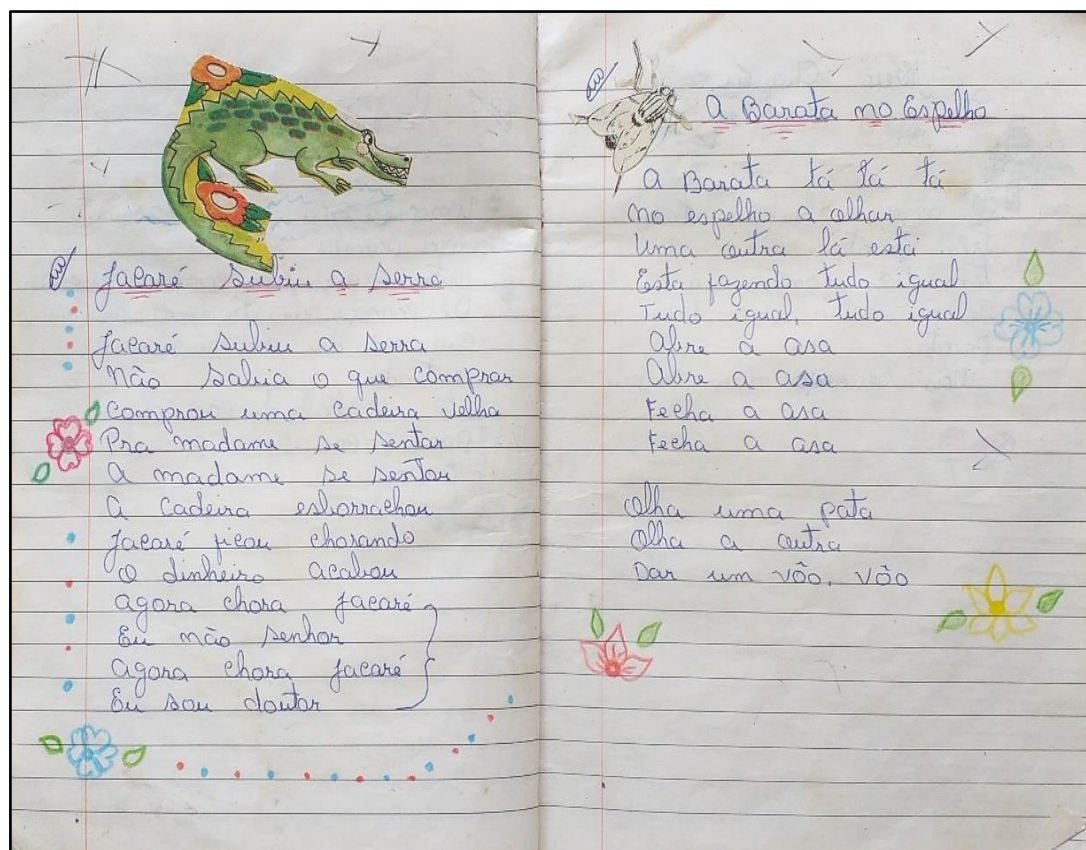 Jacaré subiu a serra
Jacaré subiu a serra
Não sabia o que comprar
Comprou uma cadeira velha
Pra madame se sentar
A madame se sentou
A cadeira esborrachou
Jacaré ficou chorando
O dinheiro acabou
Agora chora Jacaré
Eu não senhor
Agora chora Jacaré
Eu sou doutor
A Barata no Espelho
A Barata tá tá tá
No espelho a olhar
Uma outra lá está
Esta fazendo tudo igual
Tudo igual, tudo igual
Abre a asa
Abre a asa
Fecha a asa
Fecha a asa
Olha uma pata
Olha a outra
Dar um vôo, vôo